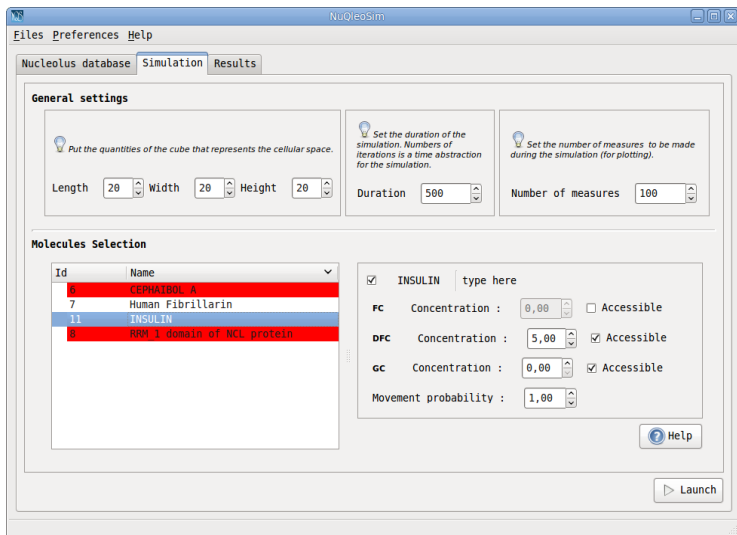 NuQleoSim
Files Preferences Help
Nucleolus database Simulation Results
General settings
Put the quantities of the cube that represents the cellular space.
Length 20 Width 20 Height 20
Set the duration of the
simulation. Numbers of
iterations is a time abstraction
for the simulation.
Duration 500
Set the number of measures to be made
during the simulation (for plotting).
Number of measures 100
Molecules Selection
Id Name
6 CEPHAIBOL A
7 Human Fibrillarin
11 INSULIN
8 RRM 1 domain of NCL protein
INSULIN type here
FC Concentration : 0,00 Accessible
DFC Concentration : 5,00 Accessible
GC Concentration : 0,00 Accessible
Movement probability : 1,00
Help
Launch